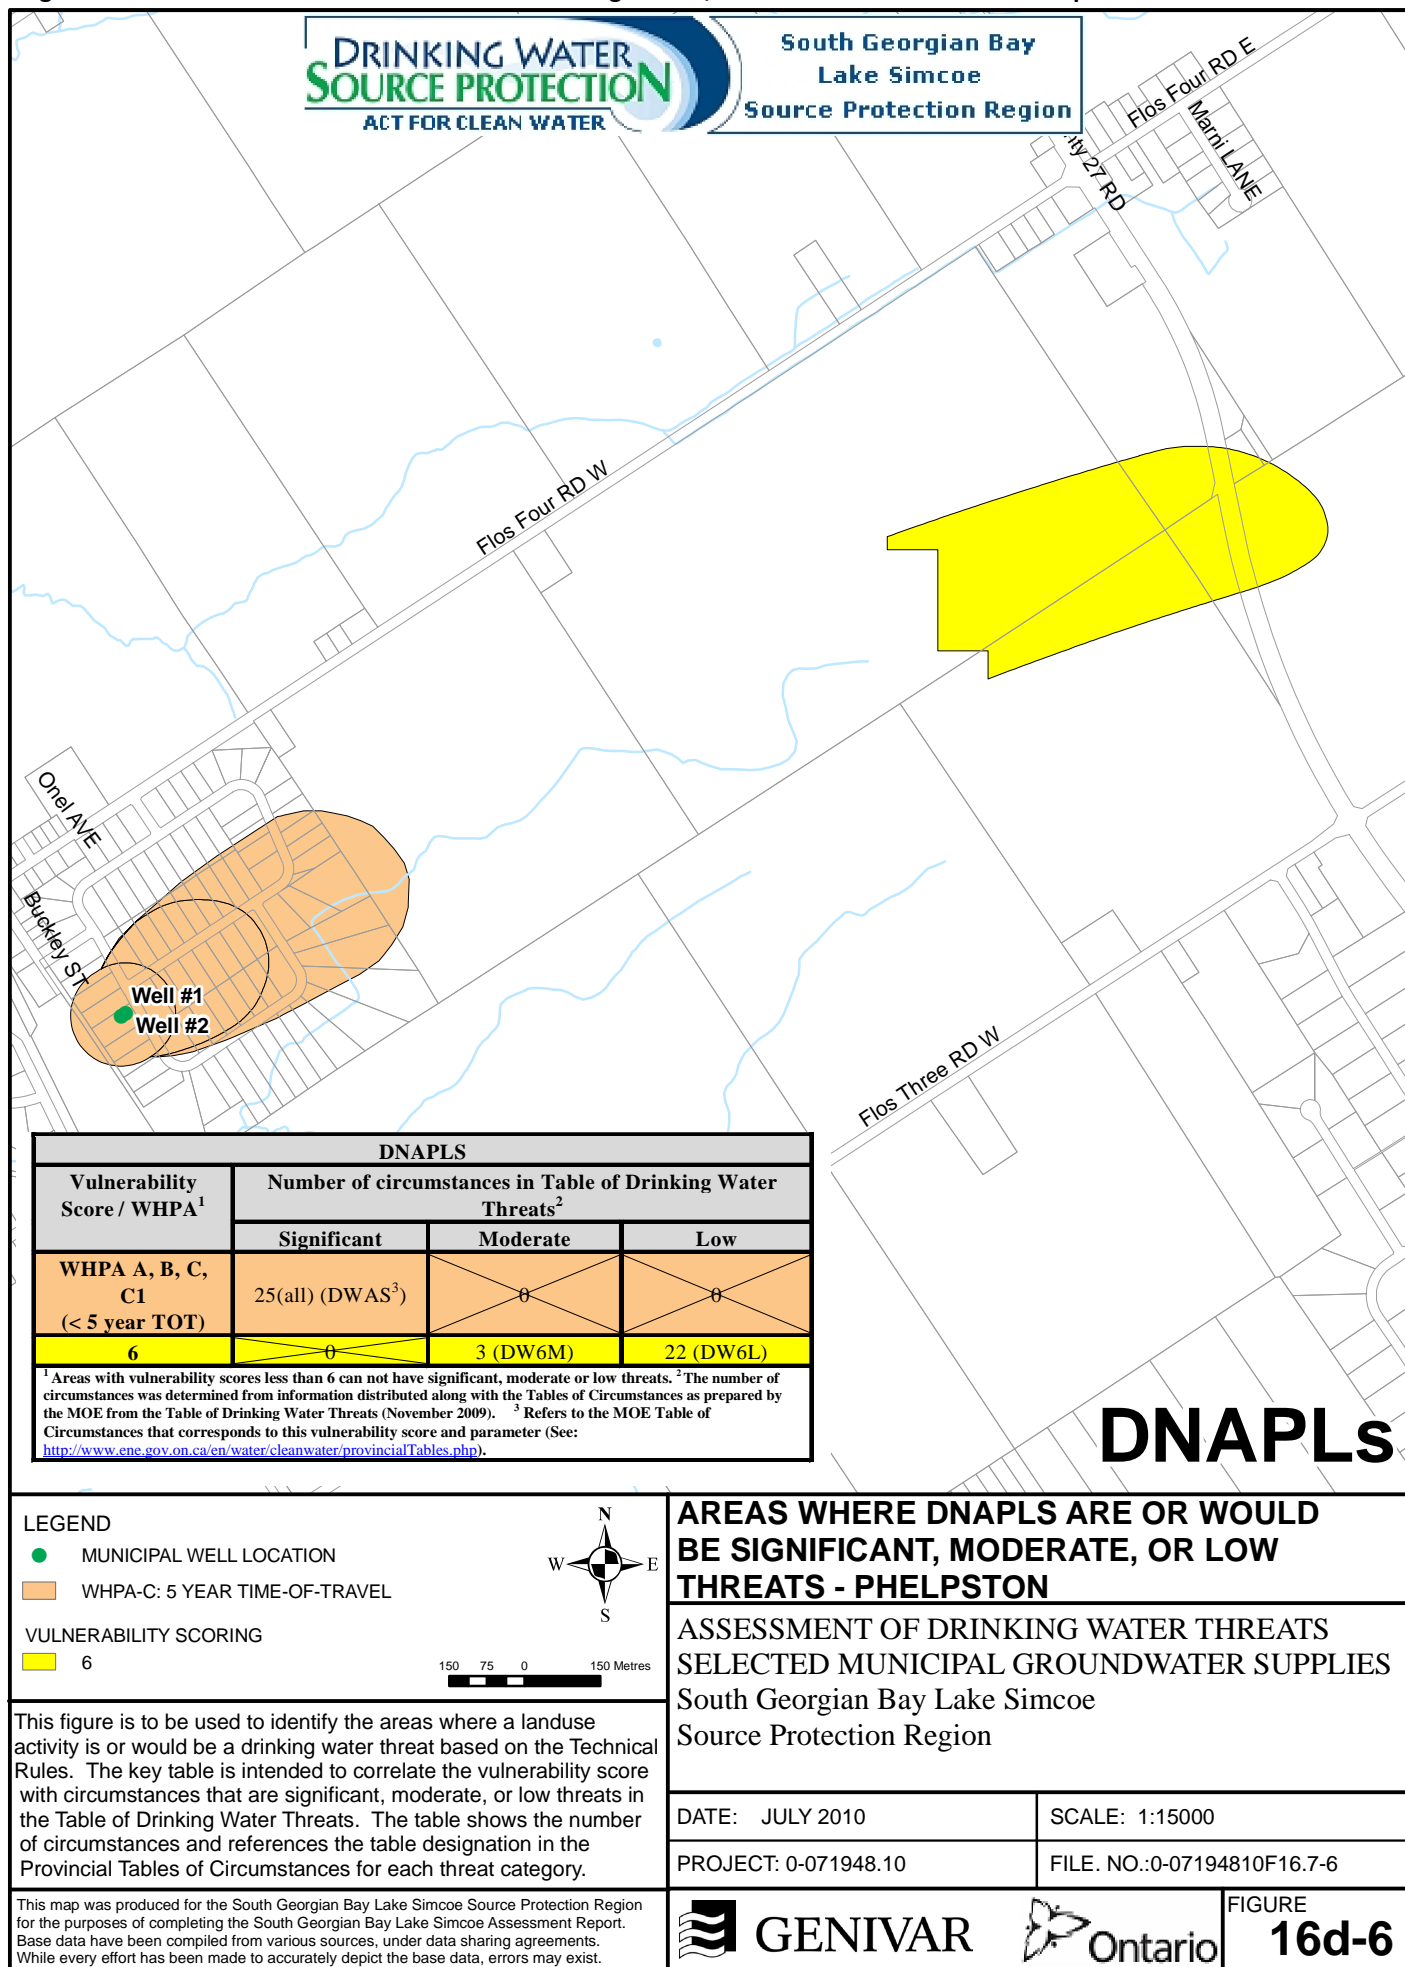 DRINKING WATER
SOURCE PROTECTION
ACT FOR CLEAN WATER
South Georgian Bay
Lake Simcoe
Source Protection Region
Flos Four RD E
Marni LANE
nty 27 RD
Flos Four RD W
Onel AVE
Buckley ST
Well #1
Well #2
Flos Three RD W
DNAPLS
Vulnerability
Score / WHPA1
Number of circumstances in Table of Drinking Water
Threats2
Significant Moderate Low
WHPA A, B, C,
C1
(< 5 year TOT)
25(all) (DWAS3) 0 0
6 0 3 (DW6M) 22 (DW6L)
1 Areas with vulnerability scores less than 6 can not have significant, moderate or low threats. 2 The number of
circumstances was determined from information distributed along with the Tables of Circumstances as prepared by
the MOE from the Table of Drinking Water Threats (November 2009). 3 Refers to the MOE Table of
Circumstances that corresponds to this vulnerability score and parameter (See:
http://www.ene.gov.on.ca/en/water/cleanwater/provincialTables.php).
DNAPLs
LEGEND
MUNICIPAL WELL LOCATION
WHPA-C: 5 YEAR TIME-OF-TRAVEL
VULNERABILITY SCORING
6
N
W E
S
150 75 0 150 Metres
This figure is to be used to identify the areas where a landuse
activity is or would be a drinking water threat based on the Technical
Rules. The key table is intended to correlate the vulnerability score
with circumstances that are significant, moderate, or low threats in
the Table of Drinking Water Threats. The table shows the number
of circumstances and references the table designation in the
Provincial Tables of Circumstances for each threat category.
This map was produced for the South Georgian Bay Lake Simcoe Source Protection Region
for the purposes of completing the South Georgian Bay Lake Simcoe Assessment Report.
Base data have been compiled from various sources, under data sharing agreements.
While every effort has been made to accurately depict the base data, errors may exist.
AREAS WHERE DNAPLS ARE OR WOULD
BE SIGNIFICANT, MODERATE, OR LOW
THREATS - PHELPSTON
ASSESSMENT OF DRINKING WATER THREATS
SELECTED MUNICIPAL GROUNDWATER SUPPLIES
South Georgian Bay Lake Simcoe
Source Protection Region
DATE: JULY 2010
SCALE: 1:15000
PROJECT: 0-071948.10
FILE. NO.:0-07194810F16.7-6
GENIVAR
Ontario
FIGURE
16d-6